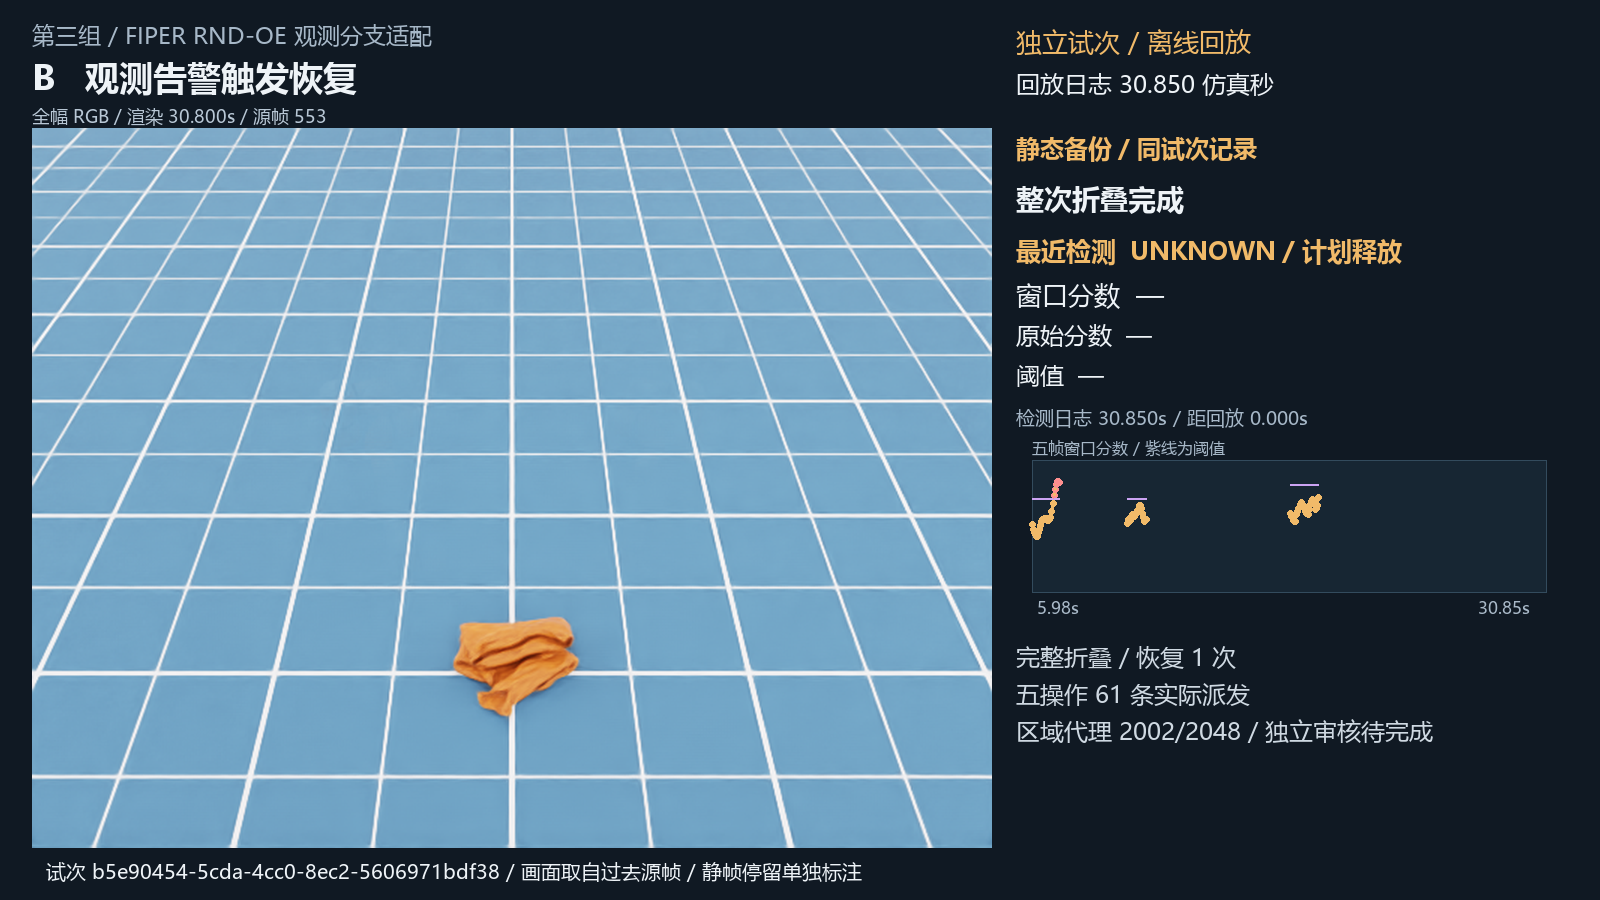 第三组 / FIPER RND-OE 观测分支适配
B 观测告警触发恢复
全幅 RGB / 渲染 30.800s / 源帧 553
独立试次 / 离线回放
回放日志 30.850 仿真秒
静态备份 / 同试次记录
整次折叠完成
最近检测 UNKNOWN / 计划释放
窗口分数 —
原始分数 —
阈值 —
检测日志 30.850s / 距回放 0.000s
五帧窗口分数 / 紫线为阈值
5.98s 30.85s
完整折叠 / 恢复 1 次
五操作 61 条实际派发
区域代理 2002/2048 / 独立审核待完成
试次 b5e90454-5cda-4cc0-8ec2-5606971bdf38 / 画面取自过去源帧 / 静帧停留单独标注